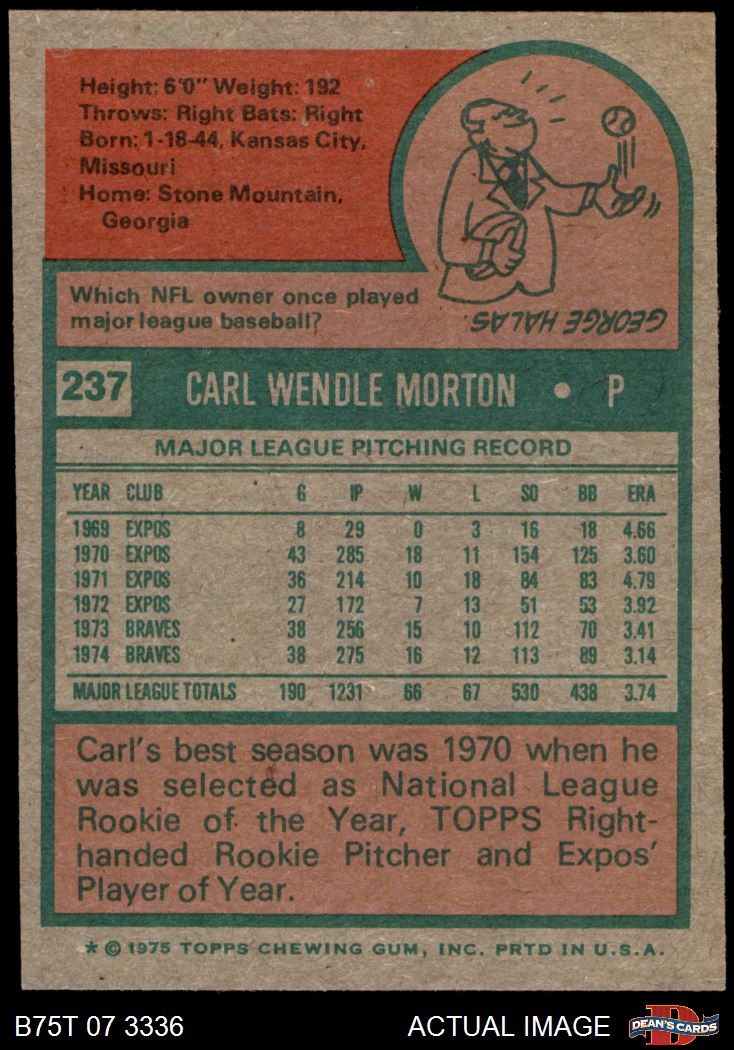 Height: 6'0" Weight: 192
Throws: Right Bats: Right
Born: 1-18-44, Kansas City,
Missouri
Home: Stone Mountain,
Georgia
Which NFL owner once played
major league baseball?
GEORGE HALAS.
237 CARL WENDLE MORTON • P
MAJOR LEAGUE PITCHING RECORD
YEAR CLUB G IP W L SO BB ERA
1969 EXPOS 8 29 0 3 16 18 4.66
1970 EXPOS 43 285 18 11 154 125 3.60
1971 EXPOS 36 214 10 18 84 83 4.79
1972 EXPOS 27 172 7 13 51 53 3.92
1973 BRAVES 38 256 15 10 112 70 3.41
1974 BRAVES 38 275 16 12 113 89 3.14
MAJOR LEAGUE TOTALS 190 1231 66 67 530 438 3.74
Carl's best season was 1970 when he
was selected as National League
Rookie of the Year, TOPPS Right-
handed Rookie Pitcher and Expos'
Player of Year.
* © 1975 TOPPS CHEWING GUM, INC. PRTD IN U.S.A.
B75T 07 3336 ACTUAL IMAGE D DEAN'S CARDS